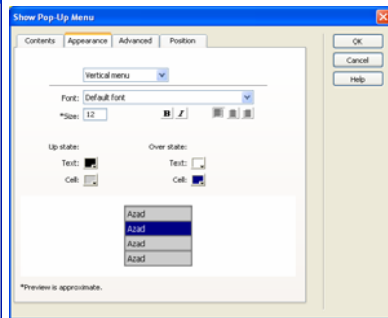 Show Pop-Up Menu
Contents Appearance Advanced Position
OK
Cancel
Help
Vertical menu
Font: Default font
*Size: 12 B I
Up state: Over state:
Text: Text:
Cell: Cell:
Azad
Azad
Azad
Azad
*Preview is approximate.